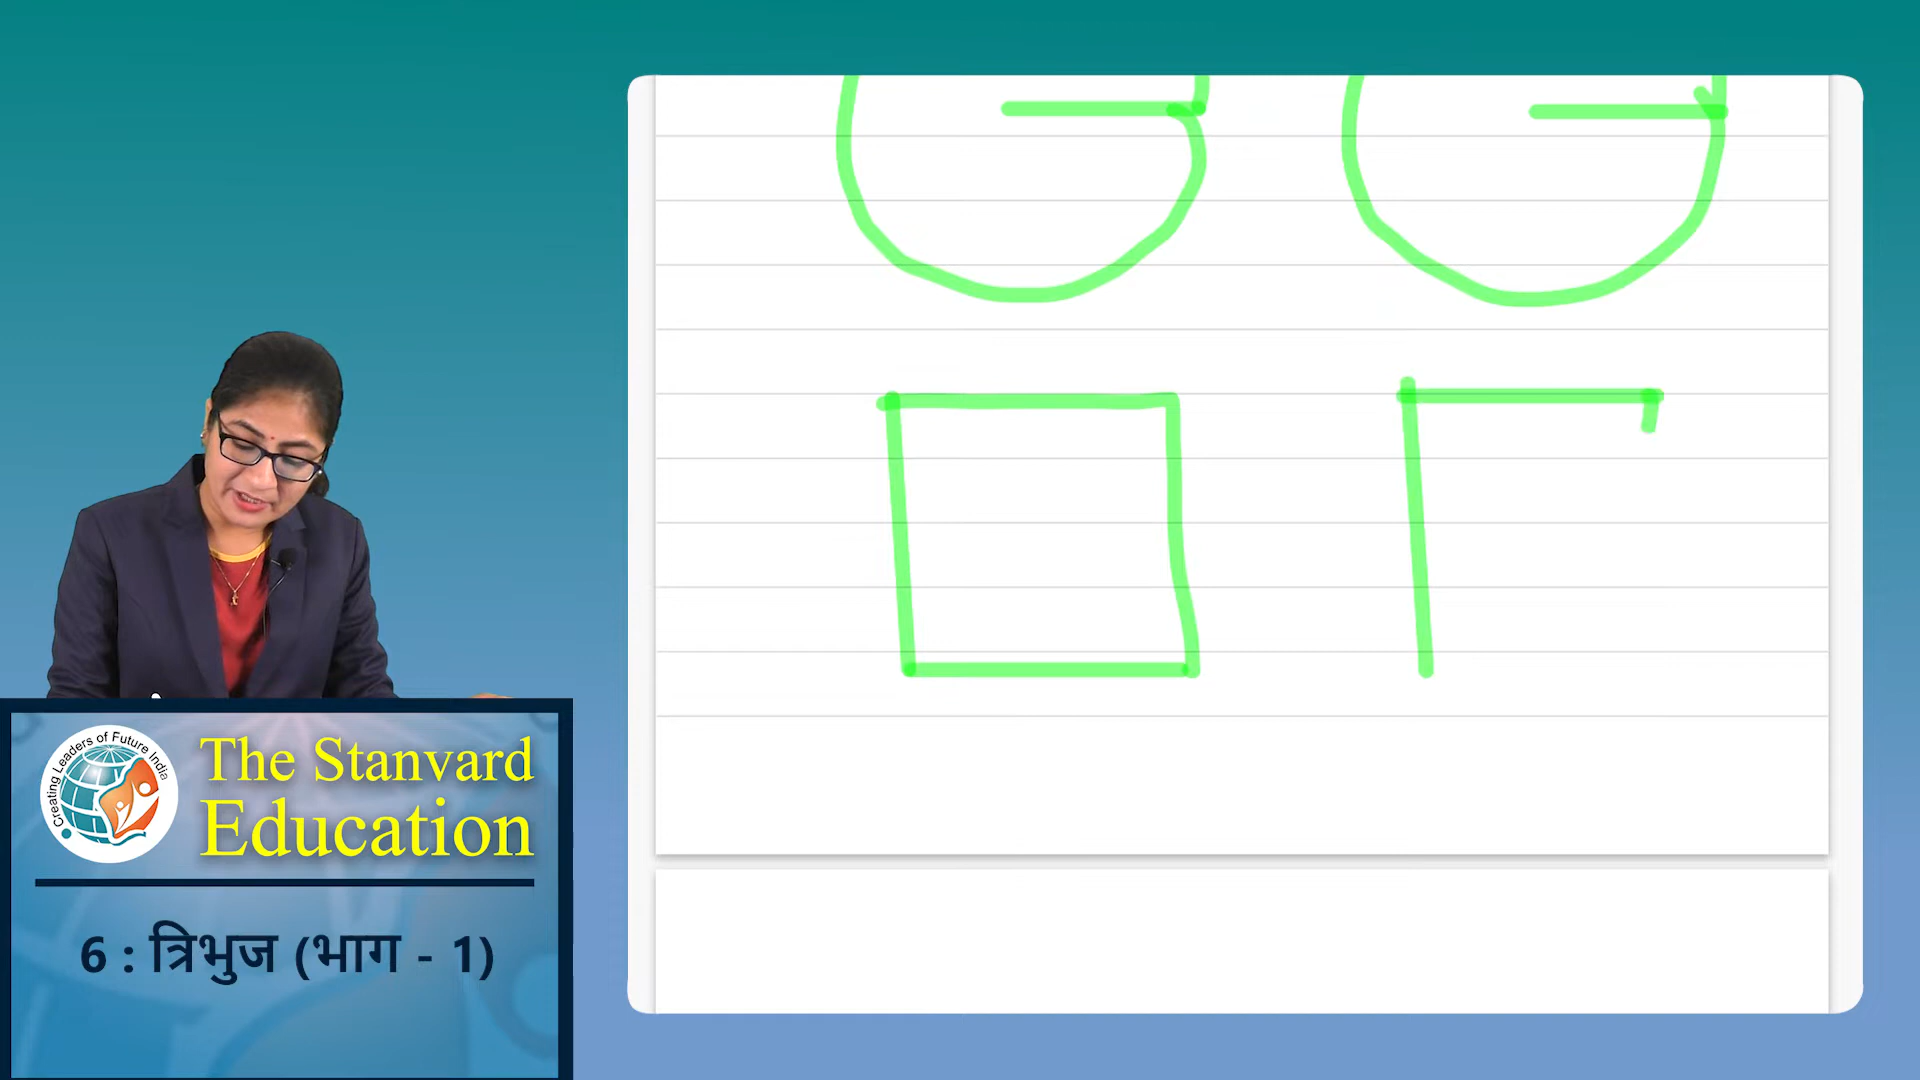 Creating Leaders of Future India
The Stanvard
Education
6 : त्रिभुज (भाग - 1)